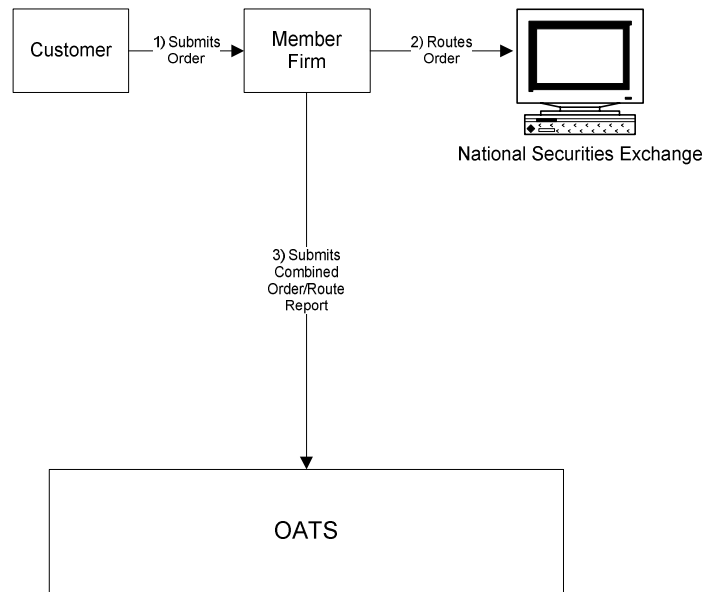 Customer
1) Submits
Order
Member
Firm
2) Routes
Order
National Securities Exchange
3) Submits
Combined
Order/Route
Report
OATS